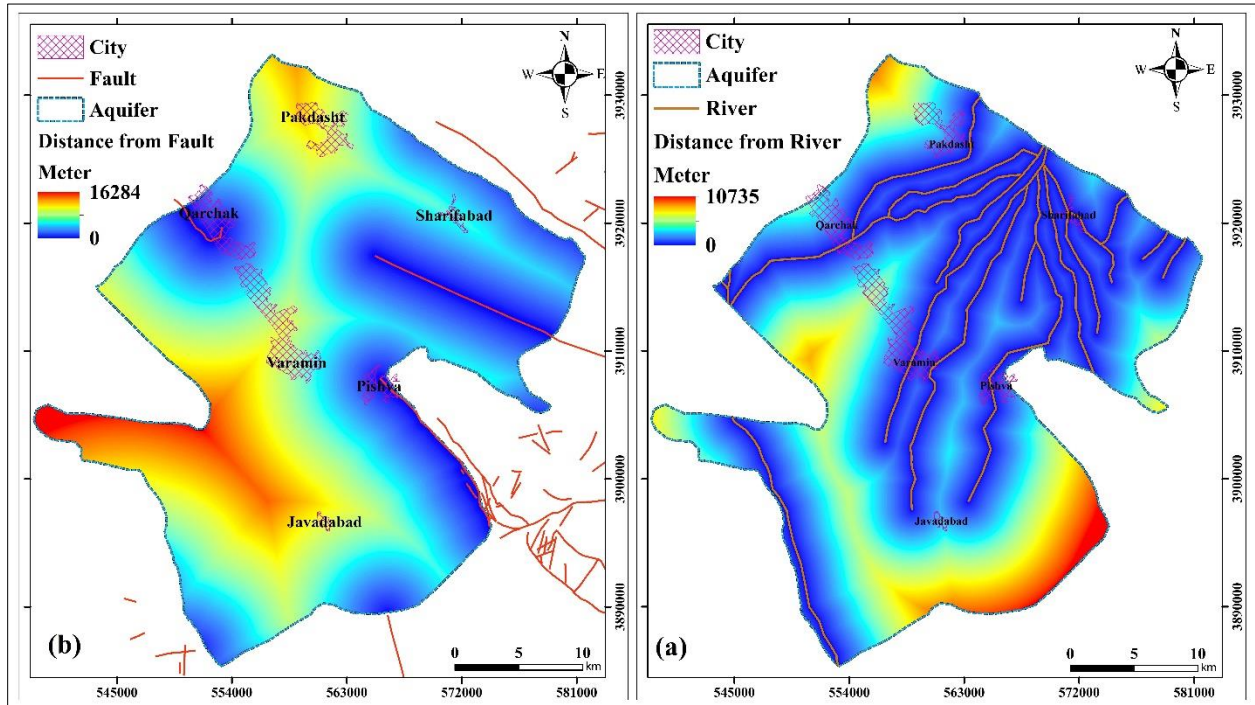 City
Fault
Aquifer
Distance from Fault
Meter
16284
0
N
W
E
S
Pakdasht
Qarchak
Sharifabad
Varamin
Pishva
Javadabad
(b)
0 5 10
km
545000 554000 563000 572000 581000
3930000
3920000
3910000
3900000
3890000
City
Aquifer
River
Distance from River
Meter
10735
0
N
W
E
S
Pakdasht
Qarchak
Sharifabad
Varamin
Pishva
Javadabad
(a)
0 5 10
km
545000 554000 563000 572000 581000
3930000
3920000
3910000
3900000
3890000